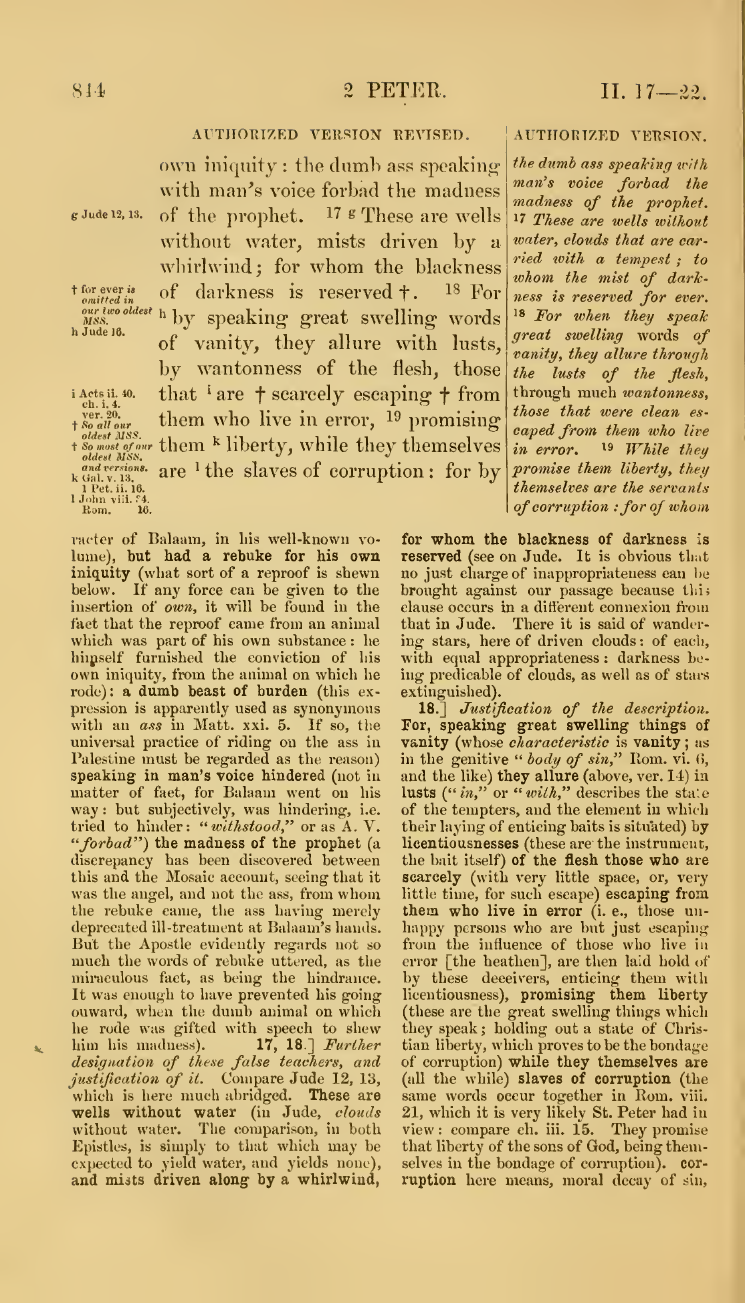 814
2 PETER.
II. 17—22.
AUTHORIZED VERSION REVISED.
own iniquity : the dumb ass speaking
with man's voice forbad the madness
of the prophet. 17 g These are wells
without water, mists driven by a
whirlwind; for whom the blackness
of darkness is reserved †. 18 For
h by speaking great swelling words
of vanity, they allure with lusts,
by wantonness of the flesh, those
that i are † scarcely escaping † from
them who live in error, 19 promising
them k liberty, while they themselves
are l the slaves of corruption : for by
g Jude 12, 13.
† for ever is
omitted in
our two oldest
MSS.
h Jude 16.
i Acts ii. 40.
ch. i. 4.
ver. 20.
† So all our
oldest MSS.
† So most of our
oldest MSS.
and versions.
k Gal. v. 13.
1 Pet. ii. 16.
l John viii. 34.
Rom. 16.
AUTHORIZED VERSION.
the dumb ass speaking with
man's voice forbad the
madness of the prophet.
17 These are wells without
water, clouds that are car-
ried with a tempest ; to
whom the mist of dark-
ness is reserved for ever.
18 For when they speak
great swelling words of
vanity, they allure through
the lusts of the flesh,
through much wantonness,
those that were clean es-
caped from them who live
in error. 19 While they
promise them liberty, they
themselves are the servants
of corruption : for of whom
racter of Balaam, in his well-known vo-
lume), but had a rebuke for his own
iniquity (what sort of a reproof is shewn
below. If any force can be given to the
insertion of own, it will be found in the
fact that the reproof came from an animal
which was part of his own substance : he
himself furnished the conviction of his
own iniquity, from the animal on which he
rode): a dumb beast of burden (this ex-
pression is apparently used as synonymous
with an ass in Matt. xxi. 5. If so, the
universal practice of riding on the ass in
Palestine must be regarded as the reason)
speaking in man's voice hindered (not in
matter of fact, for Balaam went on his
way : but subjectively, was hindering, i.e.
tried to hinder: "withstood," or as A. V.
"forbad") the madness of the prophet (a
discrepancy has been discovered between
this and the Mosaic account, seeing that it
was the angel, and not the ass, from whom
the rebuke came, the ass having merely
deprecated ill-treatment at Balaam's hands.
But the Apostle evidently regards not so
much the words of rebuke uttered, as the
miraculous fact, as being the hindrance.
It was enough to have prevented his going
onward, when the dumb animal on which
he rode was gifted with speech to shew
him his madness). 17, 18.] Further
designation of these false teachers, and
justification of it. Compare Jude 12, 13,
which is here much abridged. These are
wells without water (in Jude, clouds
without water. The comparison, in both
Epistles, is simply to that which may be
expected to yield water, and yields none),
and mists driven along by a whirlwind,
for whom the blackness of darkness is
reserved (see on Jude. It is obvious that
no just charge of inappropriateness can be
brought against our passage because this
clause occurs in a different connexion from
that in Jude. There it is said of wander-
ing stars, here of driven clouds : of each,
with equal appropriateness : darkness be-
ing predicable of clouds, as well as of stars
extinguished).
18.] Justification of the description.
For, speaking great swelling things of
vanity (whose characteristic is vanity ; as
in the genitive "body of sin," Rom. vi. 6,
and the like) they allure (above, ver. 14) in
lusts ("in," or "with," describes the state
of the tempters, and the element in which
their laying of enticing baits is situated) by
licentiousnesses (these are the instrument,
the bait itself) of the flesh those who are
scarcely (with very little space, or, very
little time, for such escape) escaping from
them who live in error (i. e., those un-
happy persons who are but just escaping
from the influence of those who live in
error [the heathen], are then laid hold of
by these deceivers, enticing them with
licentiousness), promising them liberty
(these are the great swelling things which
they speak ; holding out a state of Chris-
tian liberty, which proves to be the bondage
of corruption) while they themselves are
(all the while) slaves of corruption (the
same words occur together in Rom. viii.
21, which it is very likely St. Peter had in
view : compare ch. iii. 15. They promise
that liberty of the sons of God, being them-
selves in the bondage of corruption). cor-
ruption here means, moral decay of sin,